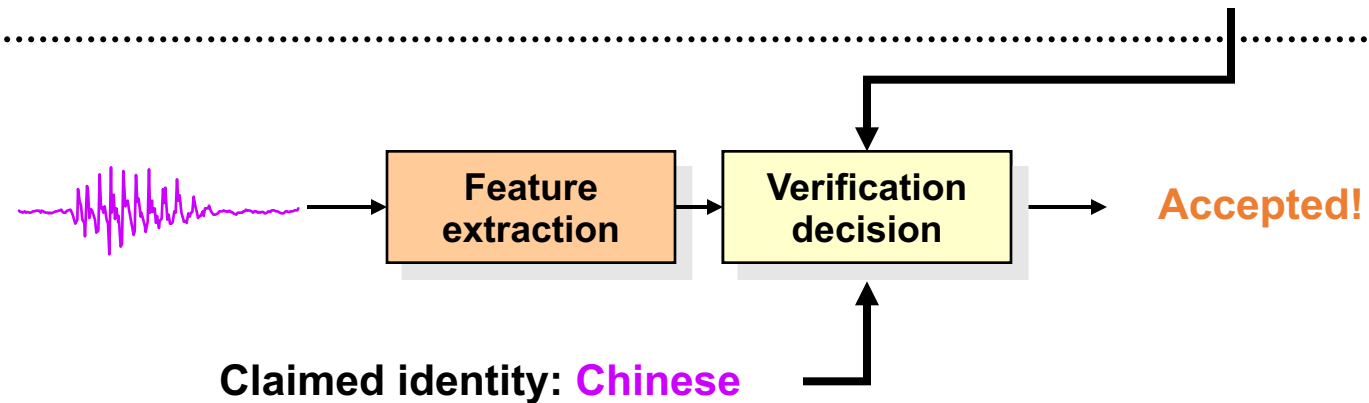 Feature
extraction
Verification
decision
Accepted!
Claimed identity: Chinese